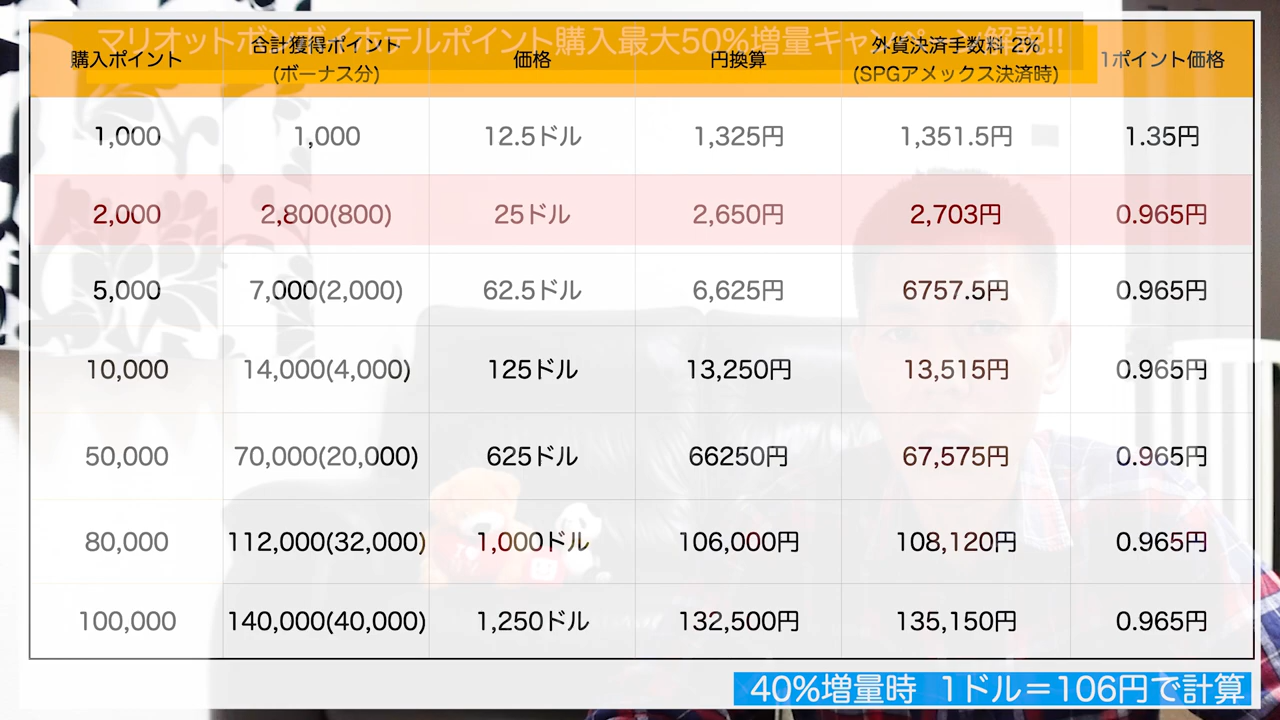 マリオットボンヴォイホテルポイント購入最大50%増量キャンペーン解説!!
購入ポイント 合計獲得ポイント(ボーナス分) 価格 円換算 外貨決済手数料 2%(SPGアメックス決済時) 1ポイント価格
1,000 1,000 12.5ドル 1,325円 1,351.5円 1.35円
2,000 2,800(800) 25ドル 2,650円 2,703円 0.965円
5,000 7,000(2,000) 62.5ドル 6,625円 6757.5円 0.965円
10,000 14,000(4,000) 125ドル 13,250円 13,515円 0.965円
50,000 70,000(20,000) 625ドル 66250円 67,575円 0.965円
80,000 112,000(32,000) 1,000ドル 106,000円 108,120円 0.965円
100,000 140,000(40,000) 1,250ドル 132,500円 135,150円 0.965円
40%増量時 1ドル＝106円で計算